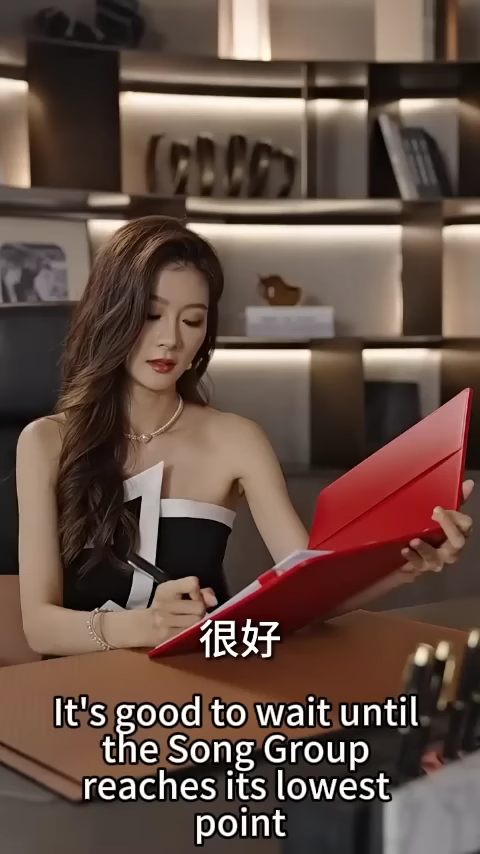 很好
It's good to wait until
the Song Group
reaches its lowest
point